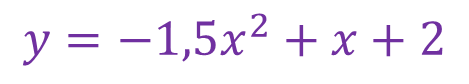 y = −1,5x² + x + 2